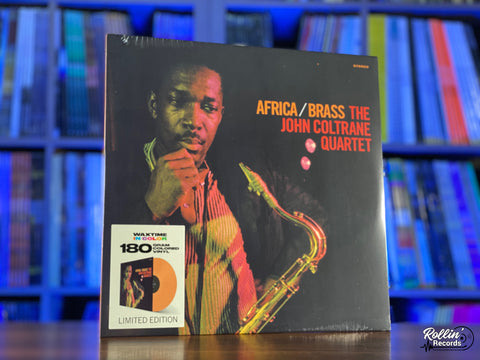 STEREO
AFRICA/BRASS THE
JOHN COLTRANE
QUARTET
WAXTIME
IN COLOR
180 GRAM
COLORED
VINYL
LIMITED EDITION
Rollin'
Records